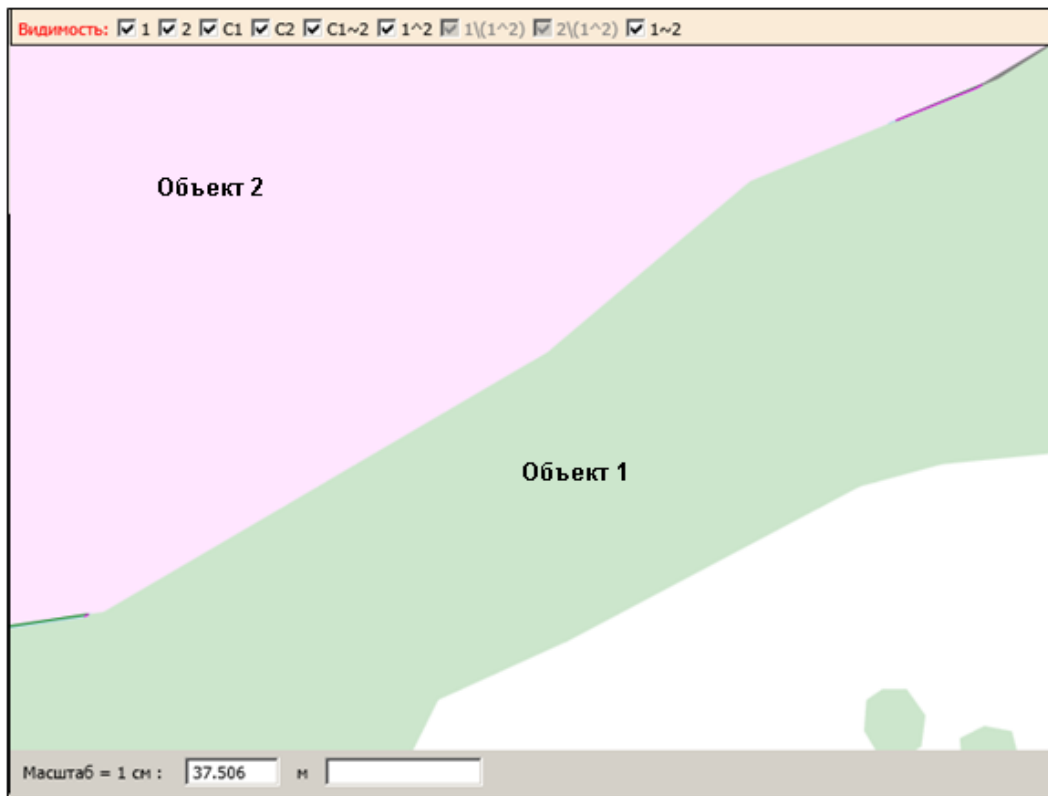 Видимость: 1 2 C1 C2 C1~2 1^2 1\(1^2) 2\(1^2) 1~2
Объект 2
Объект 1
Масштаб = 1 см : 37.506 м